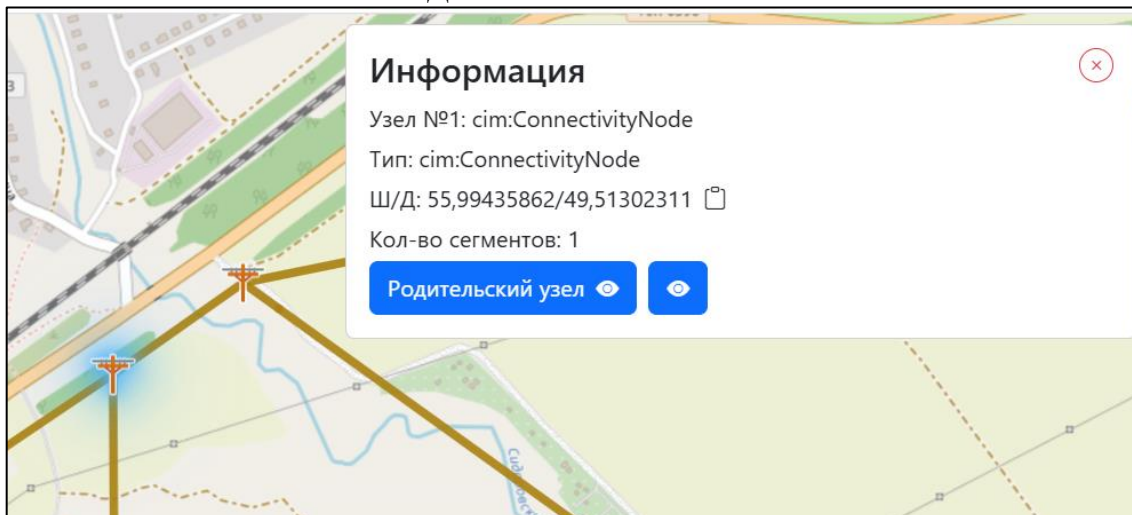 Информация
Узел №1: cim:ConnectivityNode
Тип: cim:ConnectivityNode
Ш/Д: 55,99435862/49,51302311
Кол-во сегментов: 1
Родительский узел